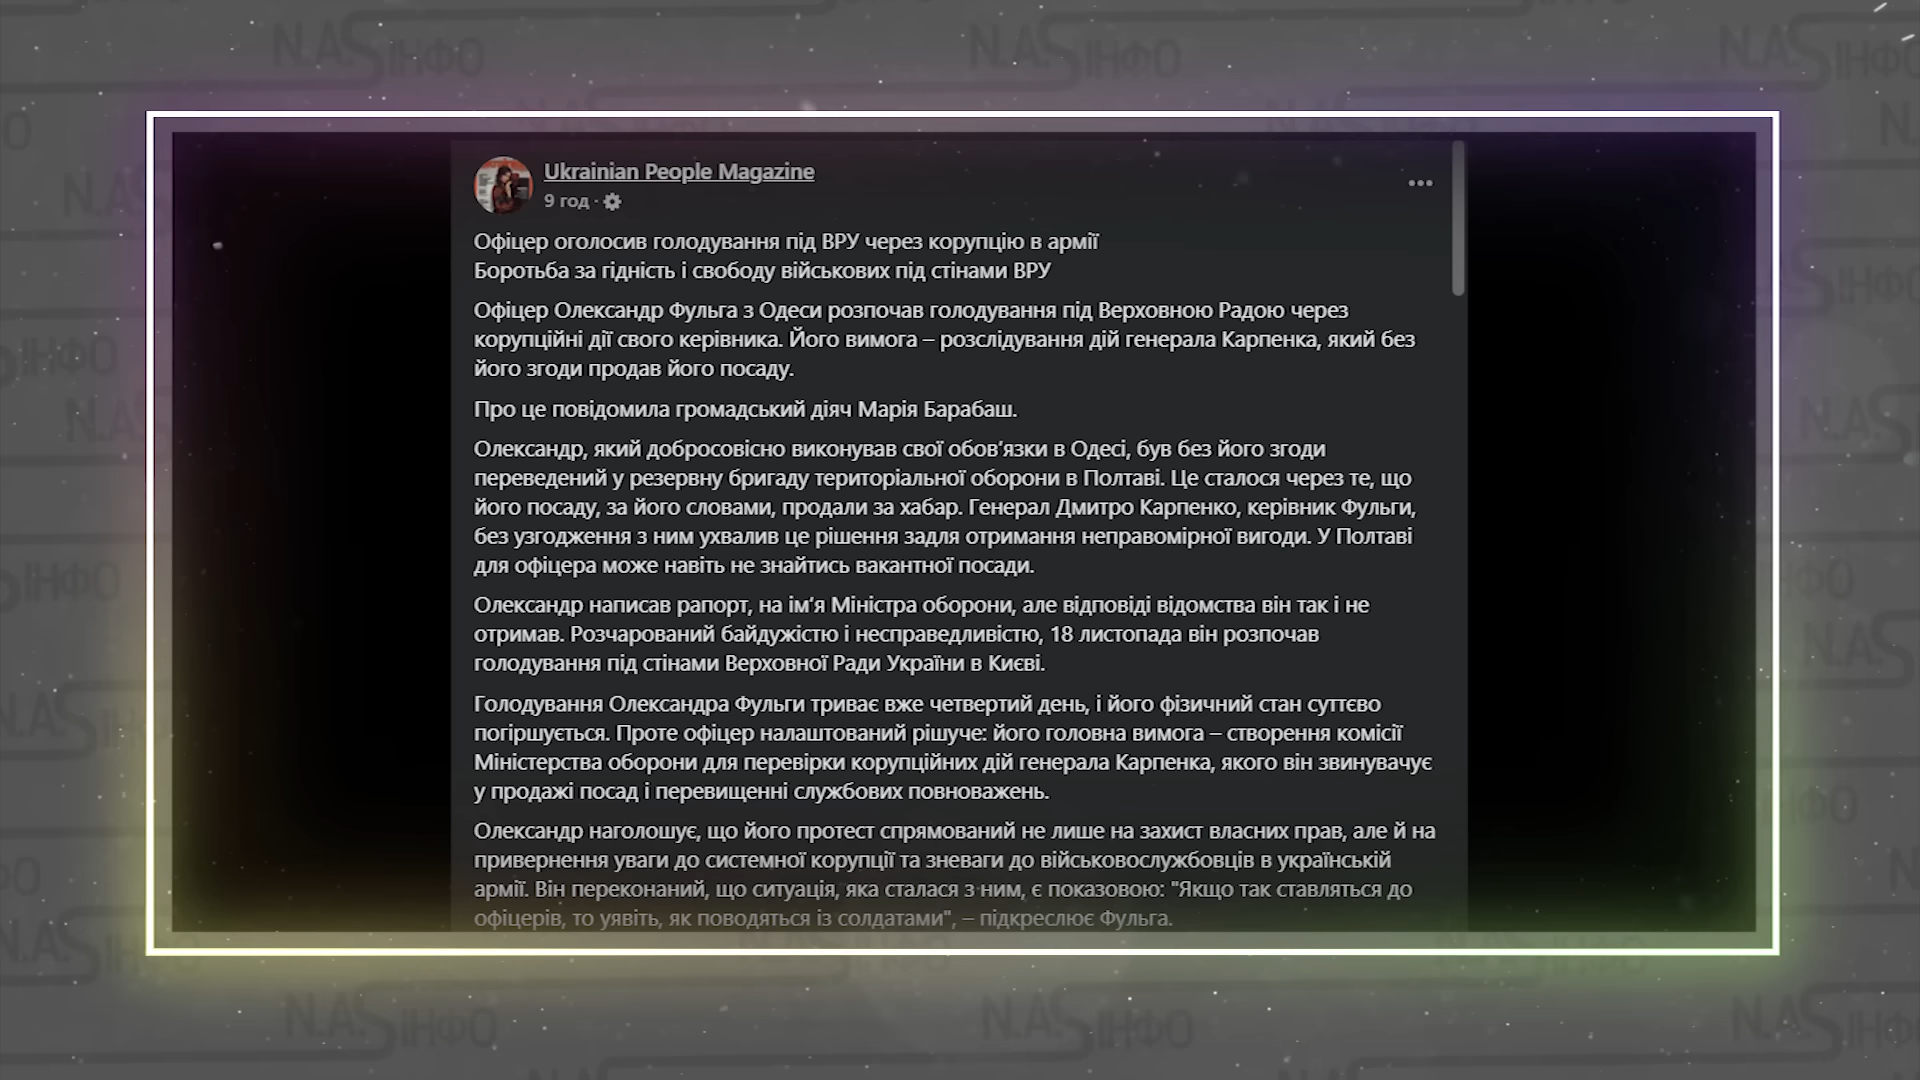 Ukrainian People Magazine
9 год ·
Офіцер оголосив голодування під ВРУ через корупцію в армії
Боротьба за гідність і свободу військових під стінами ВРУ
Офіцер Олександр Фульга з Одеси розпочав голодування під Верховною Радою через
корупційні дії свого керівника. Його вимога – розслідування дій генерала Карпенка, який без
його згоди продав його посаду.
Про це повідомила громадський діяч Марія Барабаш.
Олександр, який добросовісно виконував свої обов’язки в Одесі, був без його згоди
переведений у резервну бригаду територіальної оборони в Полтаві. Це сталося через те, що
його посаду, за його словами, продали за хабар. Генерал Дмитро Карпенко, керівник Фульги,
без узгодження з ним ухвалив це рішення задля отримання неправомірної вигоди. У Полтаві
для офіцера може навіть не знайтись вакантної посади.
Олександр написав рапорт, на ім’я Міністра оборони, але відповіді відомства він так і не
отримав. Розчарований байдужістю і несправедливістю, 18 листопада він розпочав
голодування під стінами Верховної Ради України в Києві.
Голодування Олександра Фульги триває вже четвертий день, і його фізичний стан суттєво
погіршується. Проте офіцер налаштований рішуче: його головна вимога – створення комісії
Міністерства оборони для перевірки корупційних дій генерала Карпенка, якого він звинувачує
у продажі посад і перевищенні службових повноважень.
Олександр наголошує, що його протест спрямований не лише на захист власних прав, але й на
привернення уваги до системної корупції та зневаги до військовослужбовців в українській
армії. Він переконаний, що ситуація, яка сталася з ним, є показовою: "Якщо так ставляться до
офіцерів, то уявіть, як поводяться із солдатами", – підкреслює Фульга.
N.A.S ІНФО